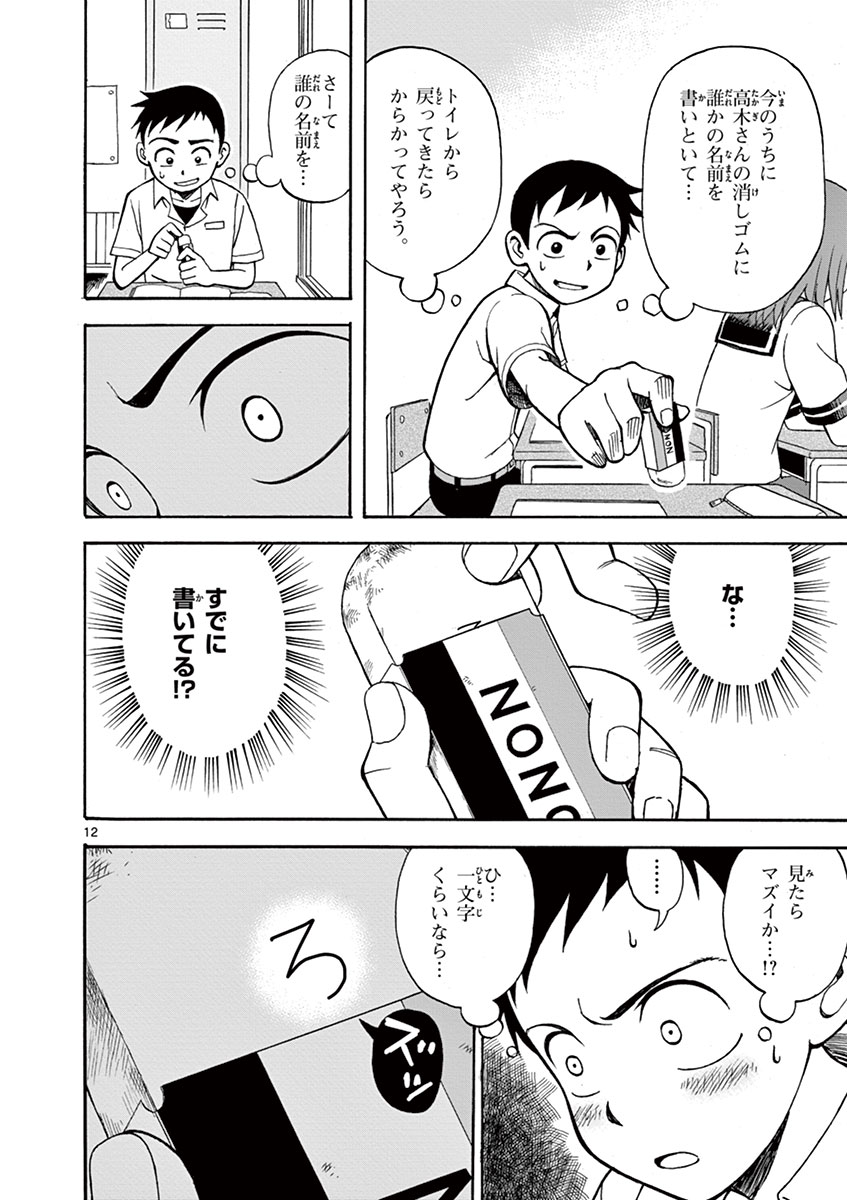 今のうちに
高木さんの消しゴムに
誰かの名前を
書いといて…
トイレから
戻ってきたら
からかってやろう。
NON
さーて
誰の名前を…
な…
すでに
書いてる!?
NONO
見たら
マズイか…!?
……
ひ…
一文字
くらいなら…
ろ
ズッ
12